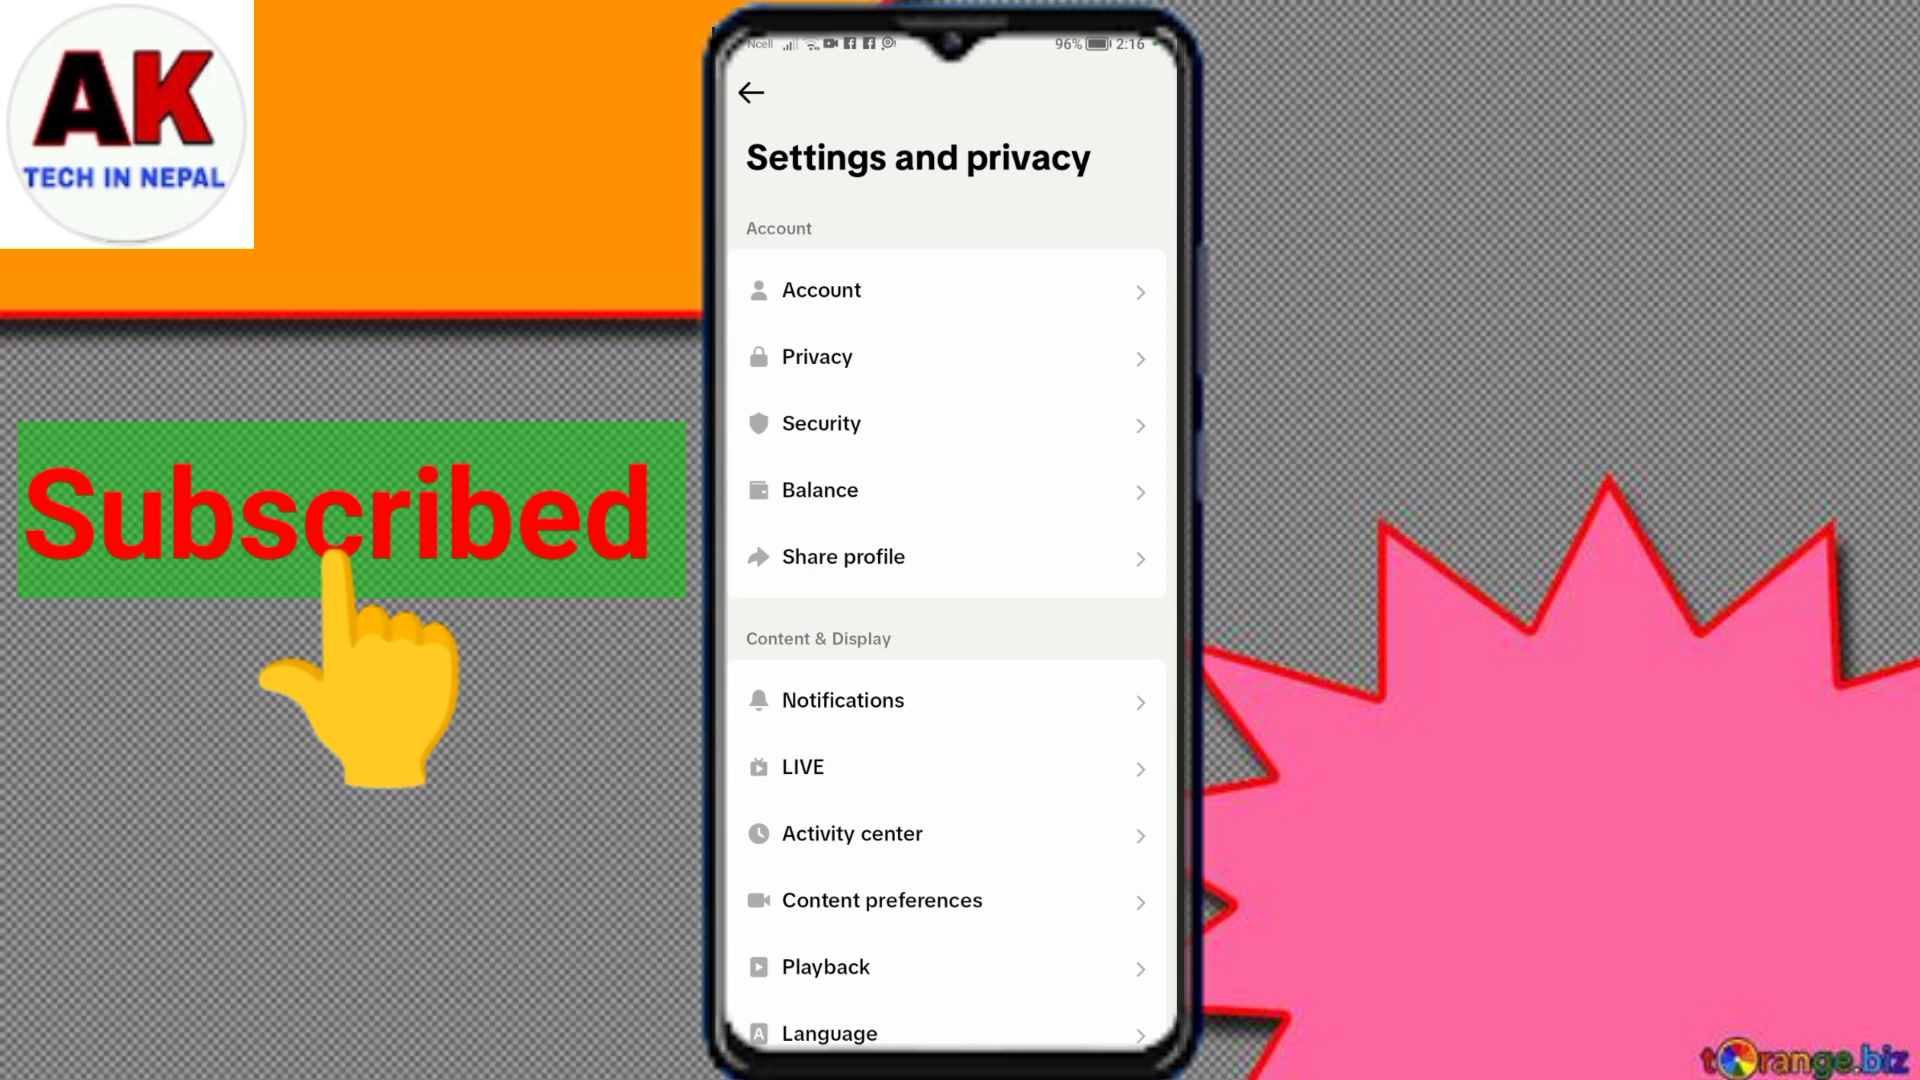 AK
TECH IN NEPAL
Subscribed
Ncell
96% 2:16
Settings and privacy
Account
Account
Privacy
Security
Balance
Share profile
Content & Display
Notifications
LIVE
Activity center
Content preferences
Playback
A Language
torange.biz